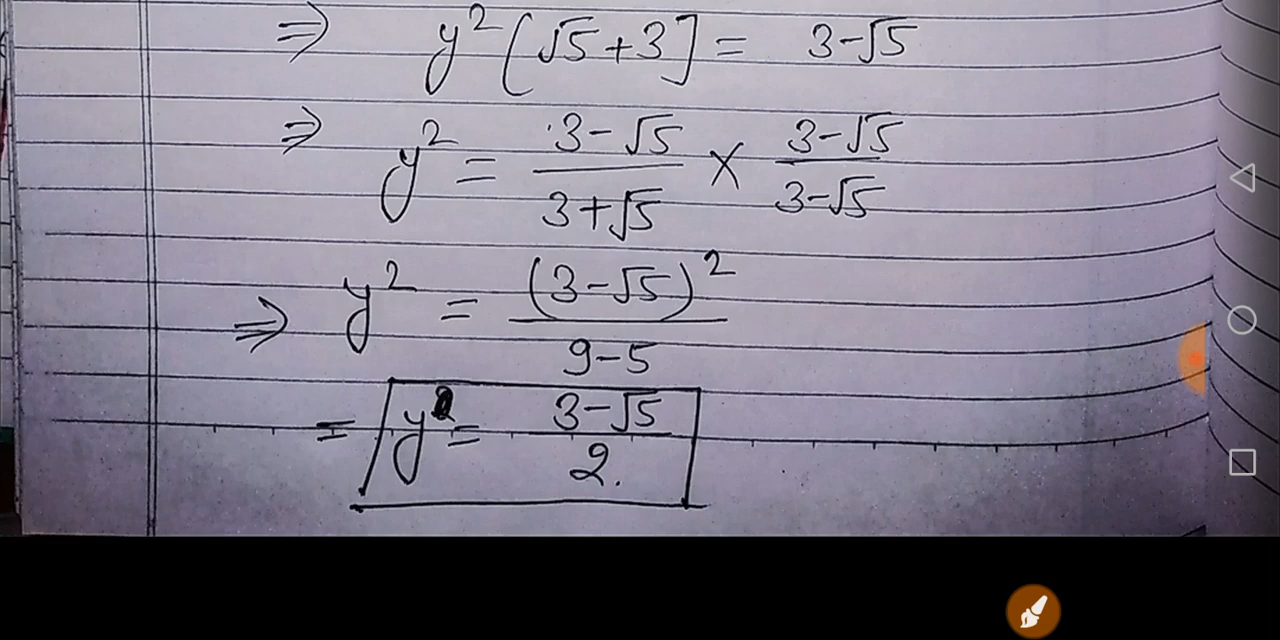 ⇒ y² (√5+3] = 3-√5
⇒ y² = 3-√5/3+√5 × 3-√5/3-√5
⇒ y² = (3-√5)²/9-5
= y = 3-√5/2.